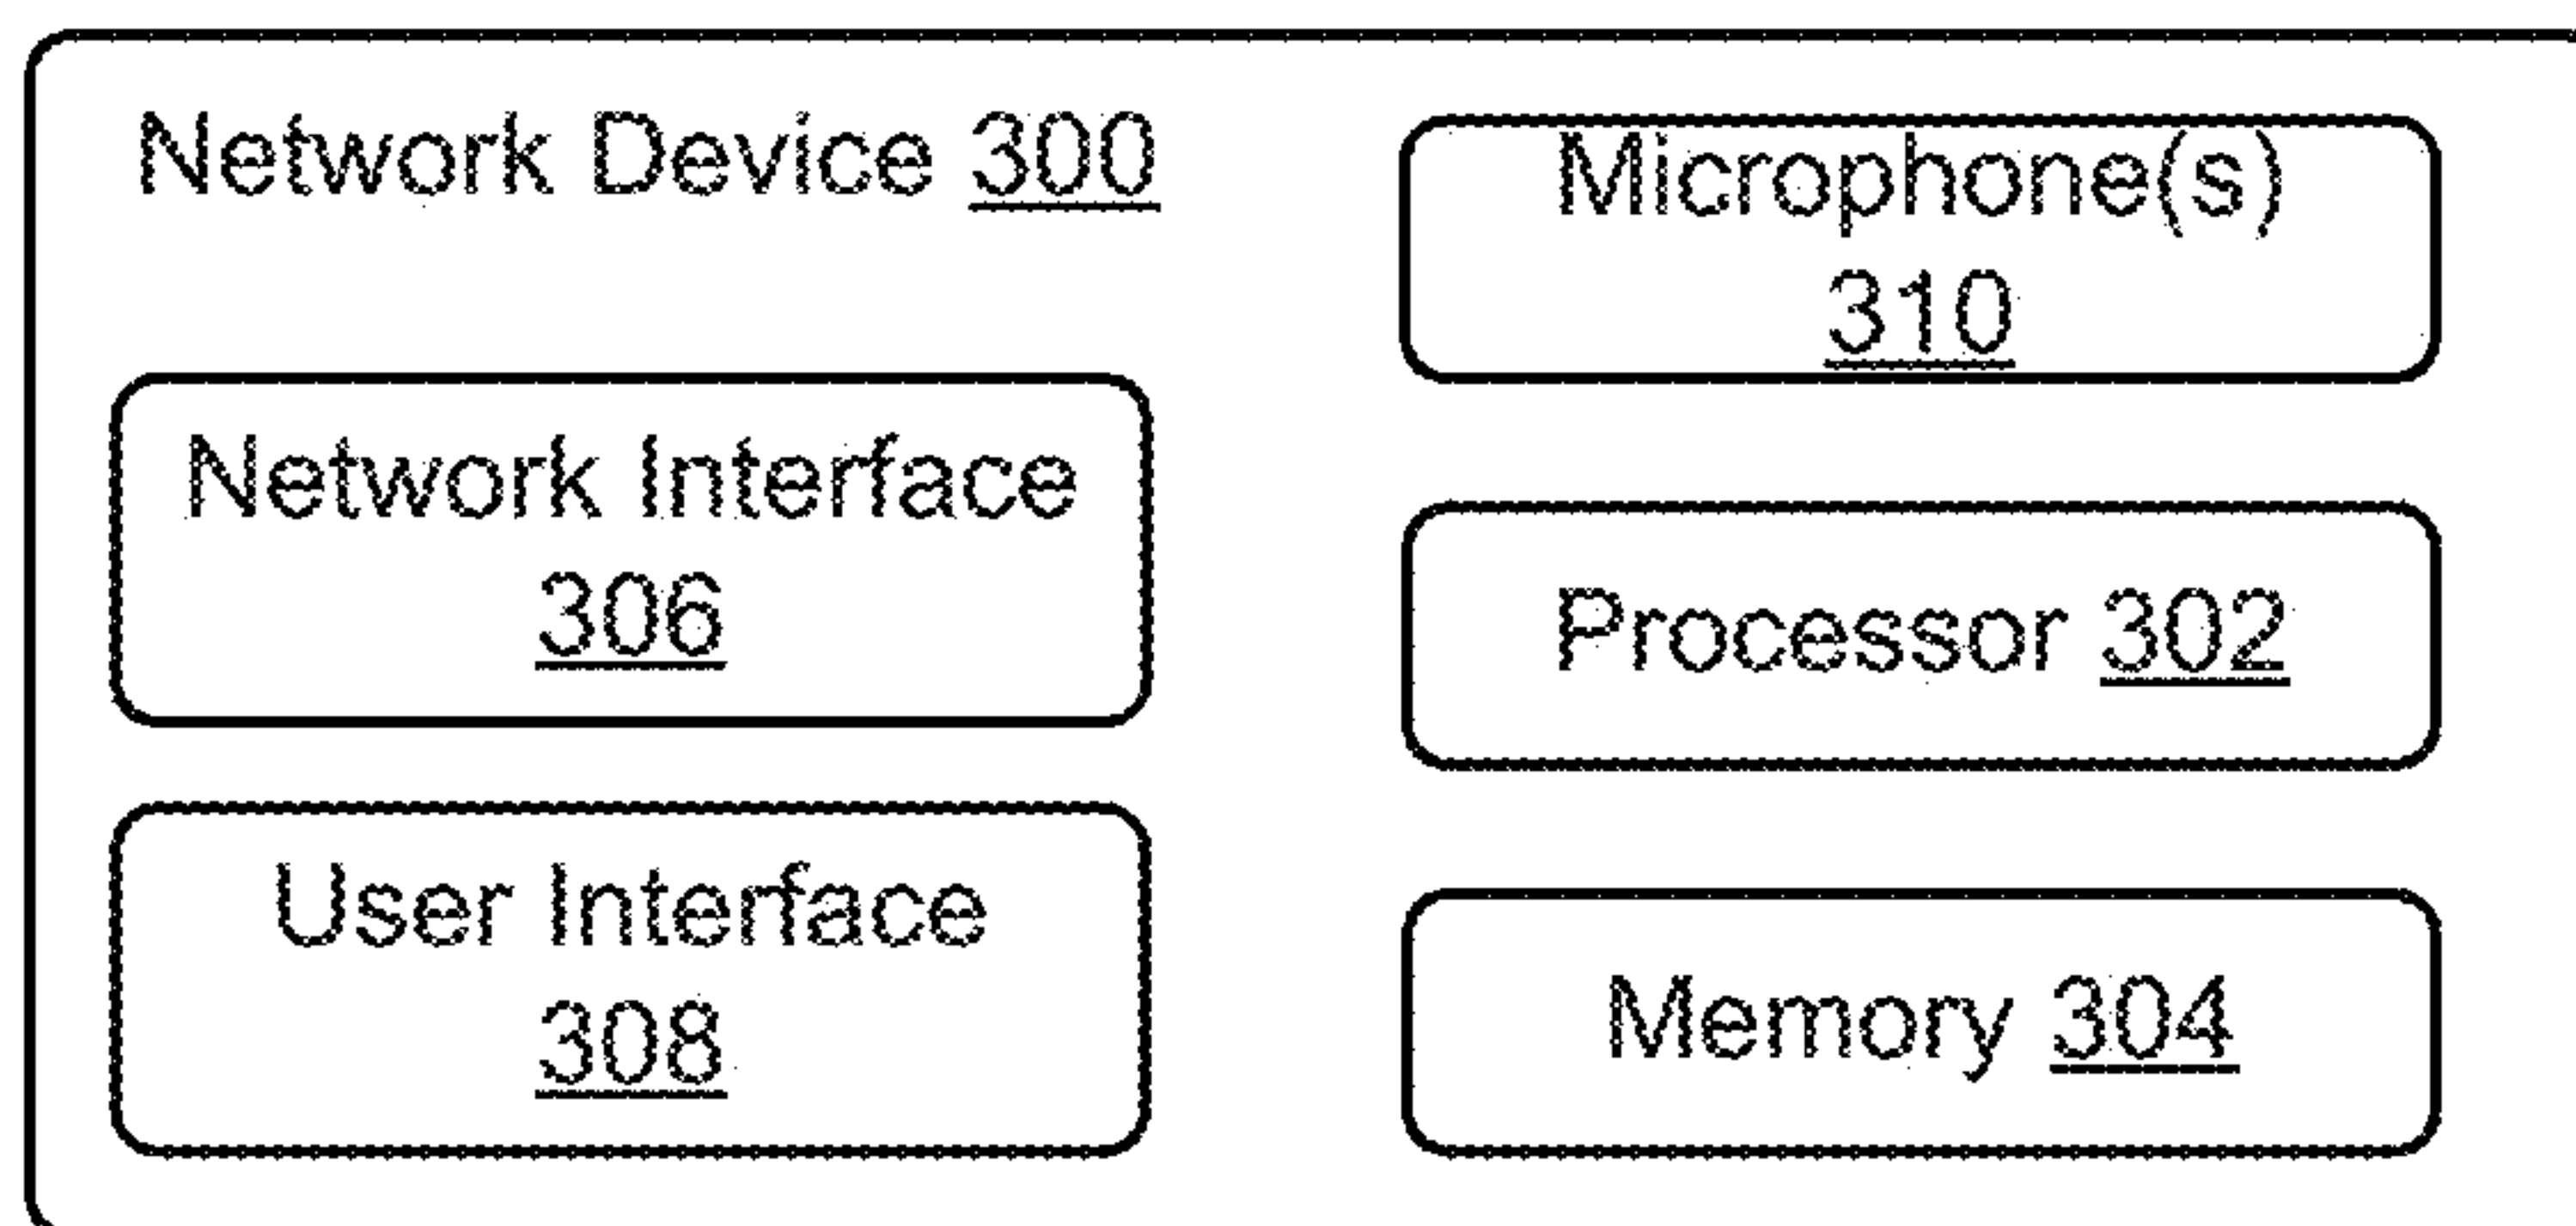 Network Device 300
Microphone(s)
310
Network Interface
306
Processor 302
User Interface
308
Memory 304